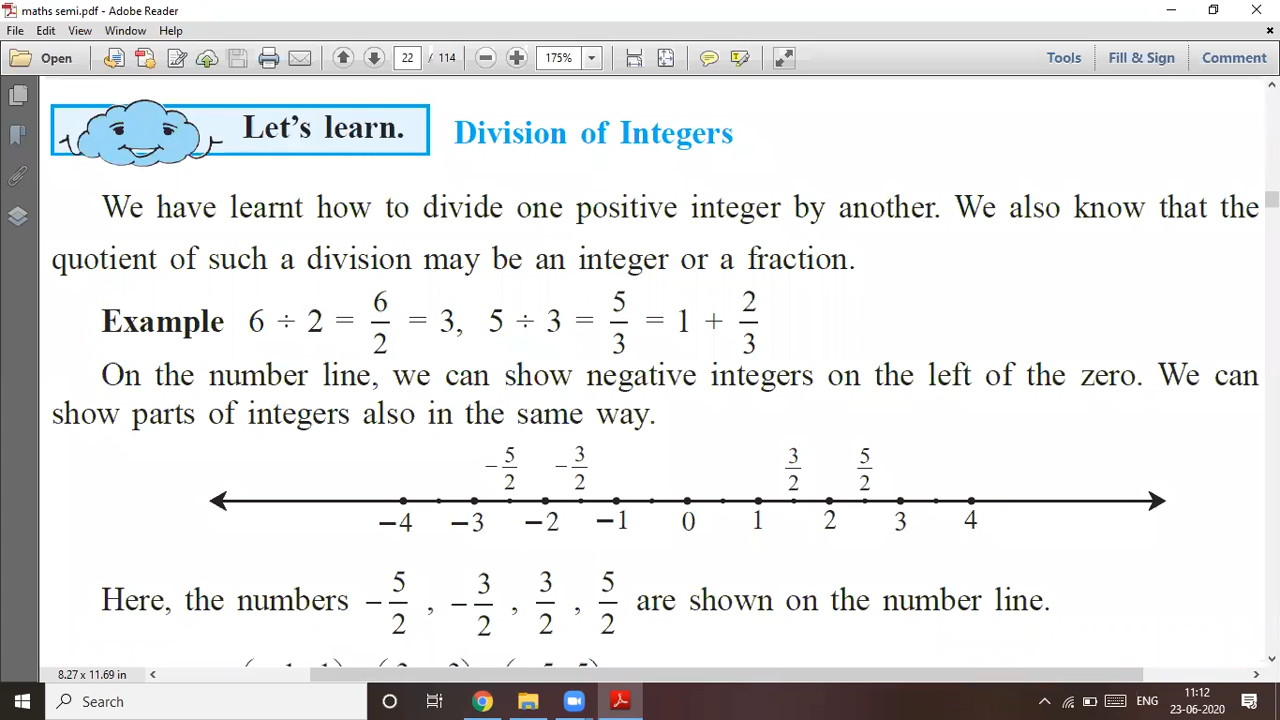 maths semi.pdf - Adobe Reader
File Edit View Window Help
Open 22 / 114 175% Tools Fill & Sign Comment
Let's learn. Division of Integers
We have learnt how to divide one positive integer by another. We also know that the
quotient of such a division may be an integer or a fraction.
Example 6 ÷ 2 = 6/2 = 3, 5 ÷ 3 = 5/3 = 1 + 2/3
On the number line, we can show negative integers on the left of the zero. We can
show parts of integers also in the same way.
−5/2 −3/2 3/2 5/2
−4 −3 −2 −1 0 1 2 3 4
Here, the numbers −5/2 , −3/2 , 3/2 , 5/2 are shown on the number line.
8.27 x 11.69 in
Search ENG 11:12
23-06-2020